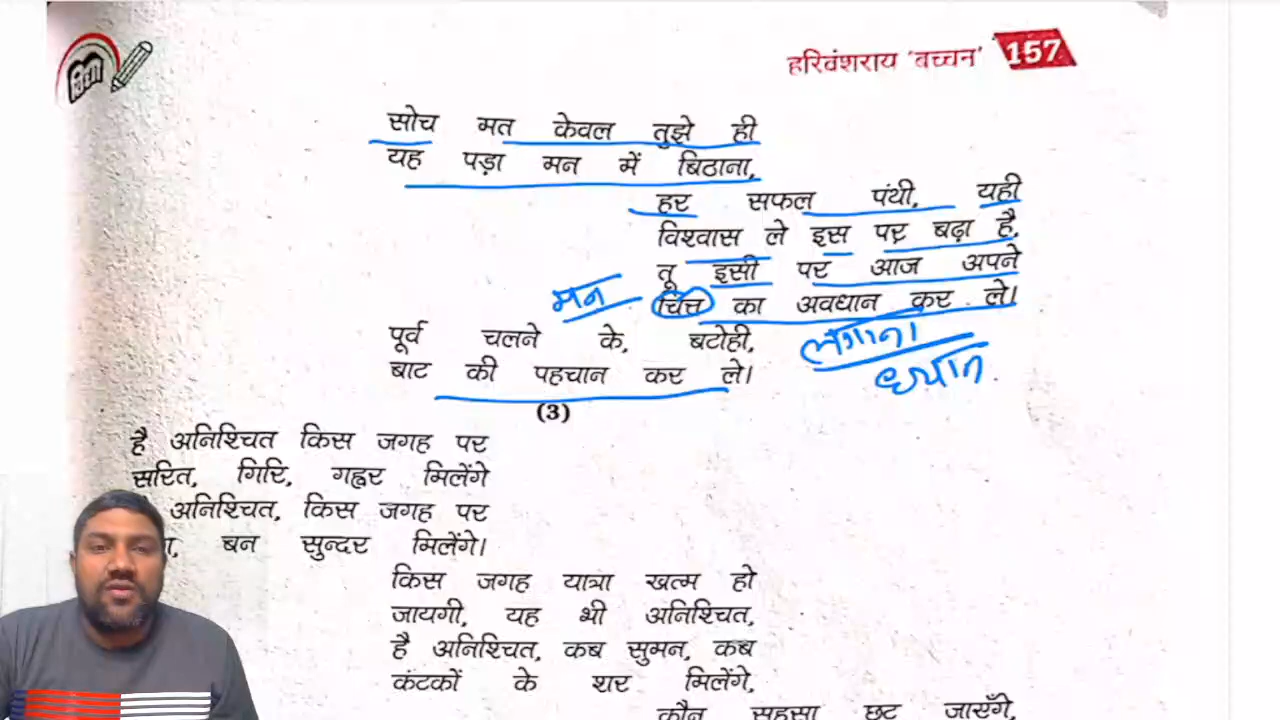 विद्या
हरिवंशराय 'बच्चन' 157
सोच मत केवल तुझे ही
यह पड़ा मन में बिठाना,
हर सफल पंथी, यही
विश्वास ले इस पर बढ़ा है,
तू इसी पर आज अपने
मन चित्त का अवधान कर ले।
पूर्व चलने के, बटोही,
लगाना
बाट की पहचान कर ले।
ध्यान
(3)
है अनिश्चित किस जगह पर
सरित, गिरि, गह्वर मिलेंगे
अनिश्चित, किस जगह पर
बन सुन्दर मिलेंगे।
किस जगह यात्रा खत्म हो
जायगी, यह भी अनिश्चित,
है अनिश्चित, कब सुमन, कब
कंटकों के शर मिलेंगे,
कौन सहसा छूट जाएँगे,